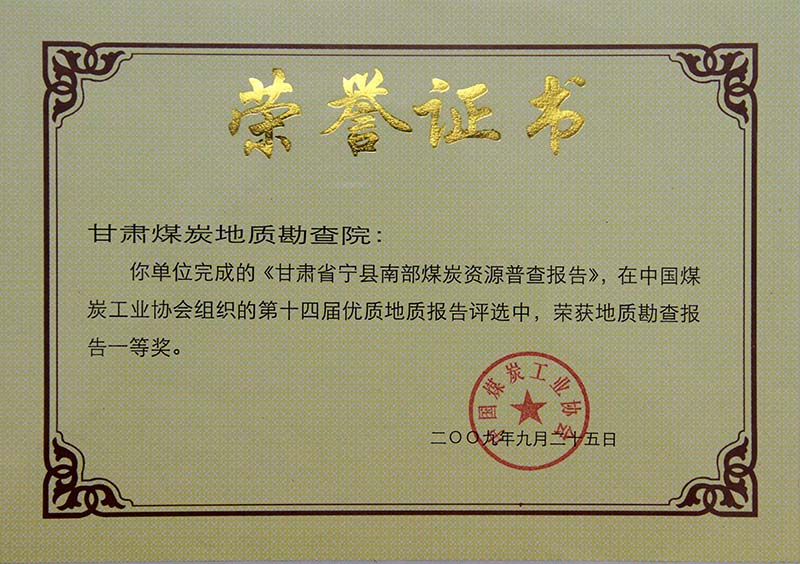 荣誉证书
甘肃煤炭地质勘查院：
你单位完成的《甘肃省宁县南部煤炭资源普查报告》，在中国煤
炭工业协会组织的第十四届优质地质报告评选中，荣获地质勘查报
告一等奖。
中国煤炭工业协会
二〇〇九年九月二十五日